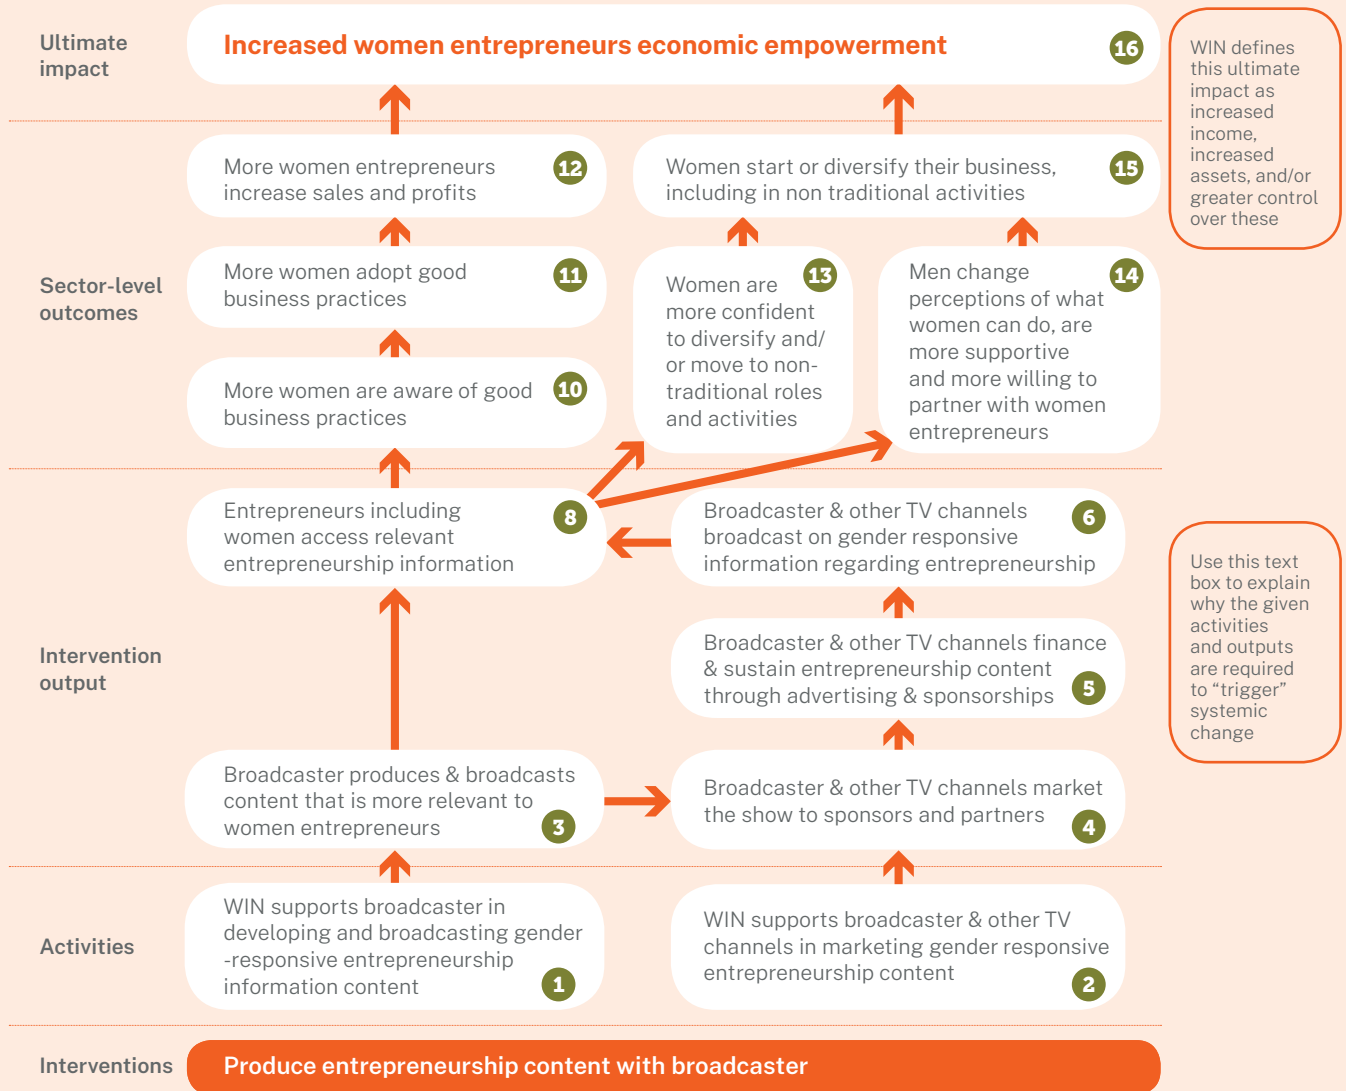 Ultimate
impact
Increased women entrepreneurs economic empowerment
16
WIN defines
this ultimate
impact as
increased
income,
increased
assets, and/or
greater control
over these
Sector-level
outcomes
More women entrepreneurs
increase sales and profits
12
Women start or diversify their business,
including in non traditional activities
15
More women adopt good
business practices
11
Women are
more confident
to diversify and/
or move to non-
traditional roles
and activities
13
Men change
perceptions of what
women can do, are
more supportive
and more willing to
partner with women
entrepreneurs
14
More women are aware of good
business practices
10
Intervention
output
Entrepreneurs including
women access relevant
entrepreneurship information
8
Broadcaster & other TV channels
broadcast on gender responsive
information regarding entrepreneurship
6
Use this text
box to explain
why the given
activities
and outputs
are required
to “trigger”
systemic
change
Broadcaster & other TV channels finance
& sustain entrepreneurship content
through advertising & sponsorships
5
Broadcaster produces & broadcasts
content that is more relevant to
women entrepreneurs
3
Broadcaster & other TV channels market
the show to sponsors and partners
4
Activities
WIN supports broadcaster in
developing and broadcasting gender
-responsive entrepreneurship
information content
1
WIN supports broadcaster & other TV
channels in marketing gender responsive
entrepreneurship content
2
Interventions
Produce entrepreneurship content with broadcaster